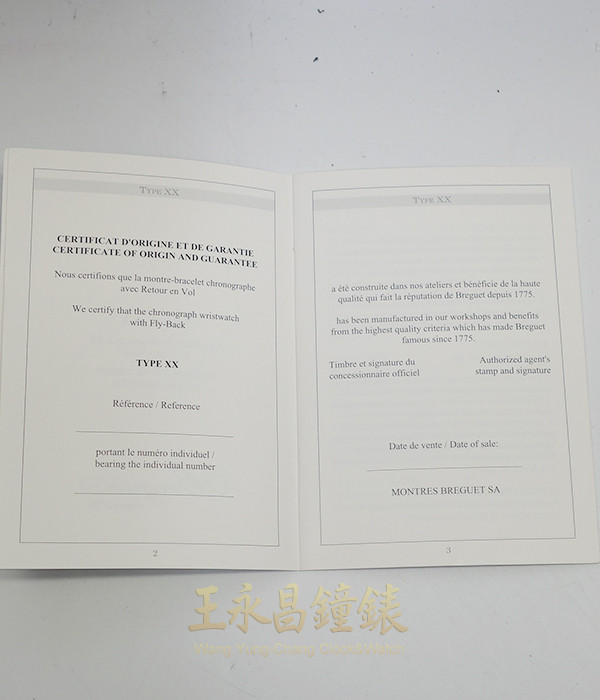 TYPE XX
CERTIFICAT D'ORIGINE ET DE GARANTIE
CERTIFICATE OF ORIGIN AND GUARANTEE
Nous certifions que la montre-bracelet chronographe
avec Retour en Vol
We certify that the chronograph wristwatch
with Fly-Back
TYPE XX
Référence / Reference
portant le numéro individuel /
bearing the individual number
2
TYPE XX
a été construite dans nos ateliers et bénéficie de la haute
qualité qui fait la réputation de Breguet depuis 1775.
has been manufactured in our workshops and benefits
from the highest quality criteria which has made Breguet
famous since 1775.
Timbre et signature du
concessionnaire officiel
Authorized agent's
stamp and signature
Date de vente / Date of sale:
MONTRES BREGUET SA
3
王永昌鐘錶
Wang Yung Chang